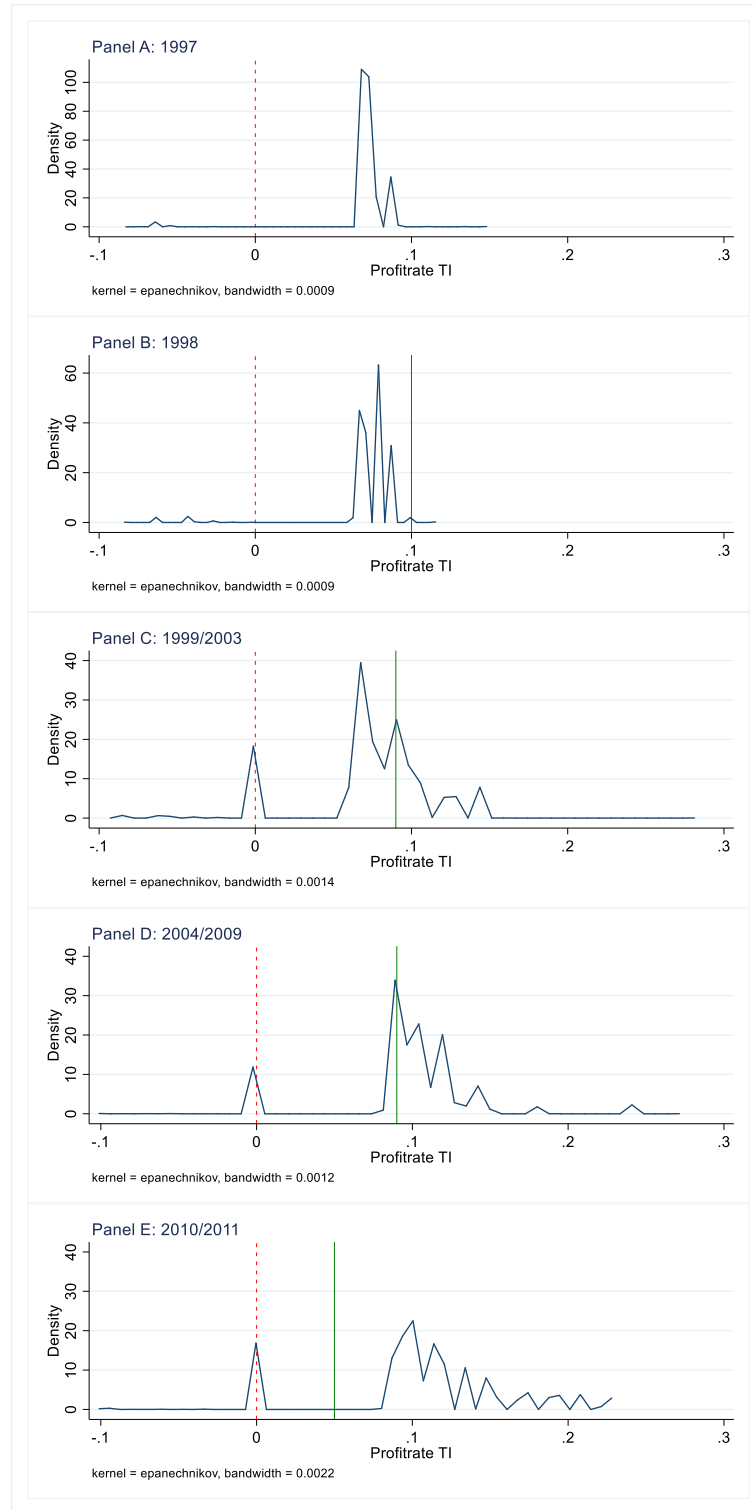 Panel A: 1997
Density
0 20 40 60 80 100
-.1 0 .1 .2 .3
Profitrate TI
kernel = epanechnikov, bandwidth = 0.0009
Panel B: 1998
Density
0 20 40 60
-.1 0 .1 .2 .3
Profitrate TI
kernel = epanechnikov, bandwidth = 0.0009
Panel C: 1999/2003
Density
0 10 20 30 40
-.1 0 .1 .2 .3
Profitrate TI
kernel = epanechnikov, bandwidth = 0.0014
Panel D: 2004/2009
Density
0 10 20 30 40
-.1 0 .1 .2 .3
Profitrate TI
kernel = epanechnikov, bandwidth = 0.0012
Panel E: 2010/2011
Density
0 10 20 30 40
-.1 0 .1 .2 .3
Profitrate TI
kernel = epanechnikov, bandwidth = 0.0022